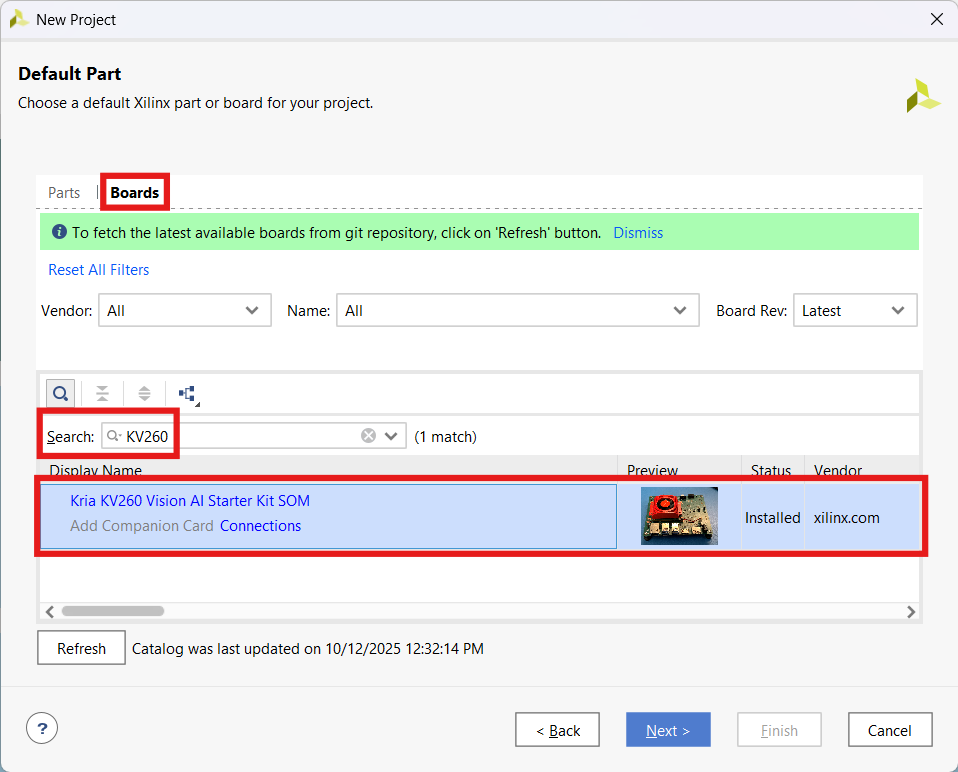 New Project
Default Part
Choose a default Xilinx part or board for your project.
Parts | Boards
To fetch the latest available boards from git repository, click on 'Refresh' button. Dismiss
Reset All Filters
Vendor: All Name: All Board Rev: Latest
Search: KV260 (1 match)
Display Name Preview Status Vendor
Kria KV260 Vision AI Starter Kit SOM
Installed xilinx.com
Add Companion Card Connections
Refresh Catalog was last updated on 10/12/2025 12:32:14 PM
? < Back Next > Finish Cancel